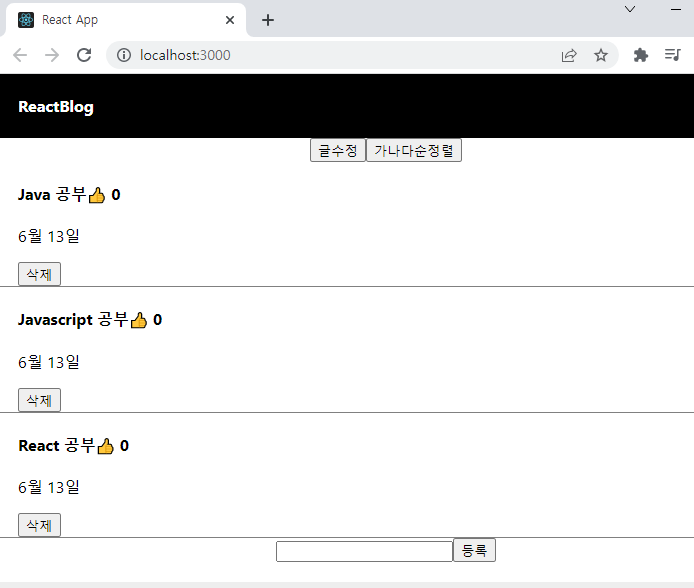 React App
localhost:3000
ReactBlog
글수정 가나다순정렬
Java 공부👍 0
6월 13일
삭제
Javascript 공부👍 0
6월 13일
삭제
React 공부👍 0
6월 13일
삭제
등록